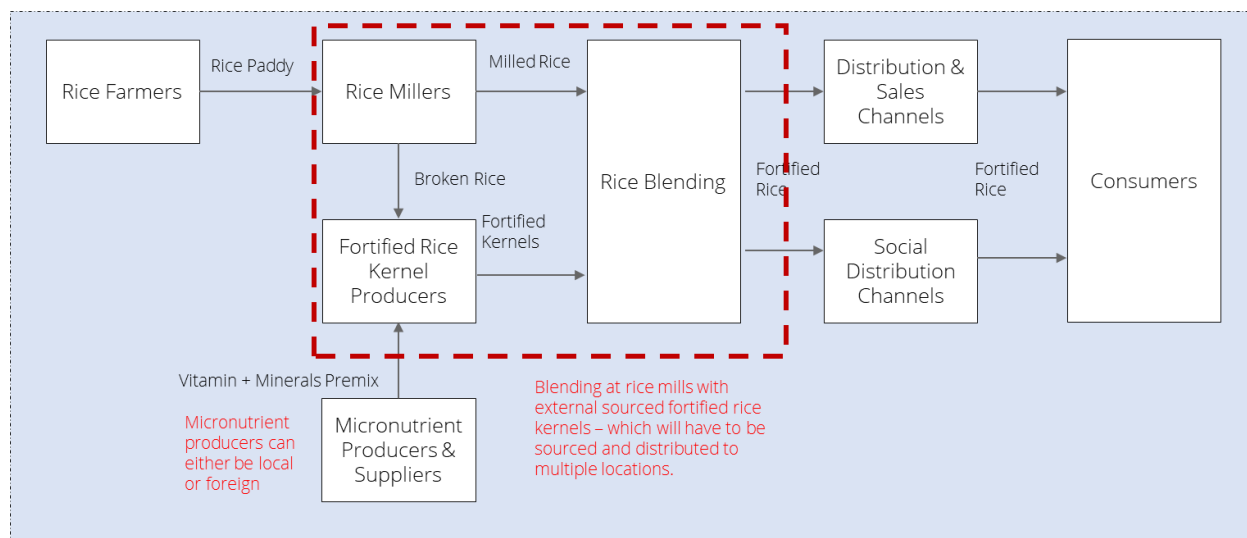 Rice Farmers
Rice Paddy
Rice Millers
Milled Rice
Broken Rice
Fortified Rice
Kernel
Producers
Fortified
Kernels
Rice Blending
Distribution &
Sales
Channels
Fortified
Rice
Social
Distribution
Channels
Fortified
Rice
Consumers
Vitamin + Minerals Premix
Micronutrient
producers can
either be local
or foreign
Micronutrient
Producers &
Suppliers
Blending at rice mills with
external sourced fortified rice
kernels – which will have to be
sourced and distributed to
multiple locations.